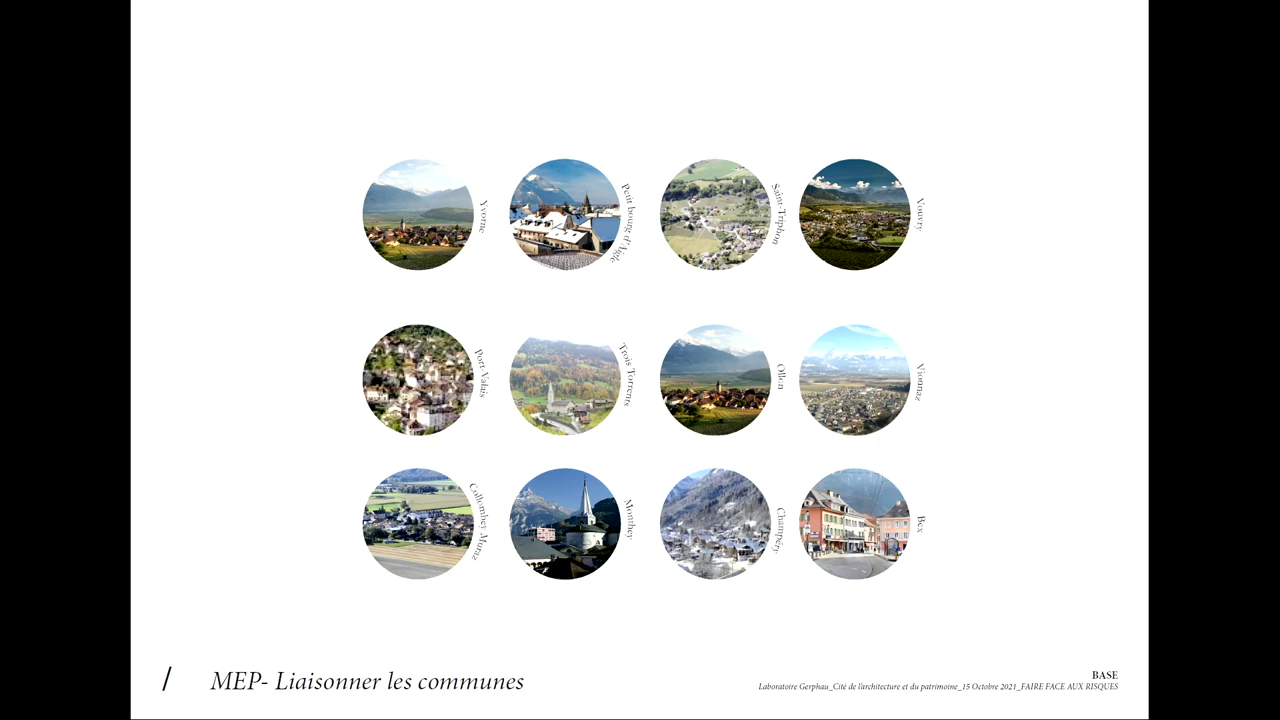 Yvorne
Petit bourg d'Aigle
Saint-Triphon
Vouvry
Port-Valais
Trois Torrents
Ollon
Vionnaz
Collombey-Muraz
Monthey
Champéry
Bex
/ MEP- Liaisonner les communes
BASE
Laboratoire Gerphau_Cité de l'architecture et du patrimoine_15 Octobre 2021_FAIRE FACE AUX RISQUES